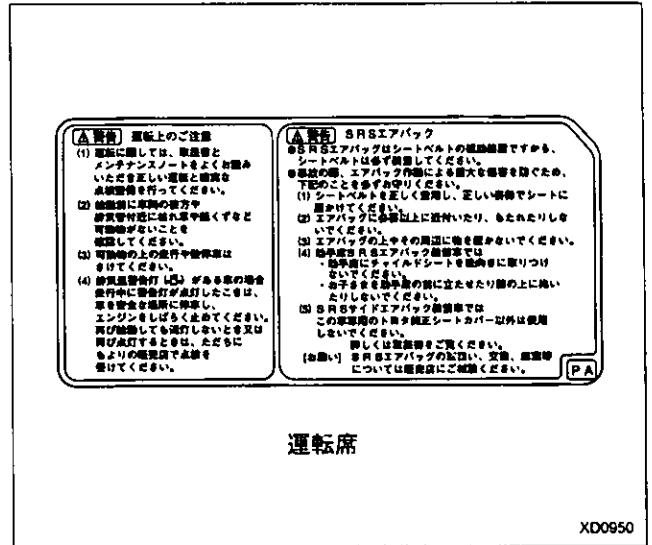 警告 運転上のご注意
(1) 運転に際しては、取扱書と
メンテナンスノートをよくお読み
いただき正しい運転と確実な
点検整備を行ってください。
(2) 始動前に車両の後方や
排気管付近に枯れ草や紙くずなど
可燃物がないことを
確認してください。
(3) 可燃物の上の走行や駐停車は
さけてください。
(4) 排気温警告灯 がある車の場合
走行中に警告灯が点灯したときは、
車を安全な場所に停車し、
エンジンをしばらく止めてください。
再び始動しても消灯しないとき又は
再び点灯するときは、ただちに
もよりの販売店で点検を
受けてください。
警告 SRSエアバック
●SRSエアバッグはシートベルトの補助装置ですから、
シートベルトは必ず装着してください。
●事故の際、エアバック作動による重大な傷害を防ぐため、
下記のことを必ずお守りください。
(1) シートベルトを正しく着用し、正しい姿勢でシートに
腰かけてください。
(2) エアバッグに必要以上に近付いたり、もたれたりしな
いでください。
(3) エアバッグの上やその周辺に物を置かないでください。
(4) 助手席SRSエアバック装着車では
・助手席にチャイルドシートを後向きに取りつけ
ないでください。
・お子さまを助手席の前に立たせたり膝の上に抱い
たりしないでください。
(5) SRSサイドエアバック装着車では
この車専用のトヨタ純正シートカバー以外は使用
しないでください。
詳しくは取扱書をご覧ください。
[お願い] SRSエアバッグの取扱い、交換、廃棄等
については販売店にご相談ください。
PA
運転席
XD0950